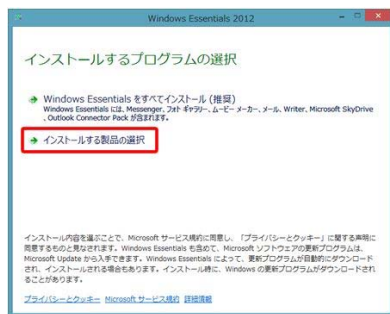 Windows Essentials 2012
インストールするプログラムの選択
Windows Essentials をすべてインストール (推奨)
Windows Essentials には、Messenger、フォト ギャラリー、ムービー メーカー、メール、Writer、Microsoft SkyDrive
、Outlook Connector Pack が含まれます。
インストールする製品の選択
インストール内容を選ぶことで、Microsoft サービス規約に同意し、「プライバシーとクッキー」に関する声明に
同意するものと見なされます。Windows Essentials も含めて、Microsoft ソフトウェアの更新プログラムは、
Microsoft Update から入手できます。Windows Essentials によって、更新プログラムが自動的にダウンロード
され、インストールされる場合もあります。インストール時に、Windows の更新プログラムがダウンロードされ
ることがあります。
プライバシーとクッキー Microsoft サービス規約 詳細情報